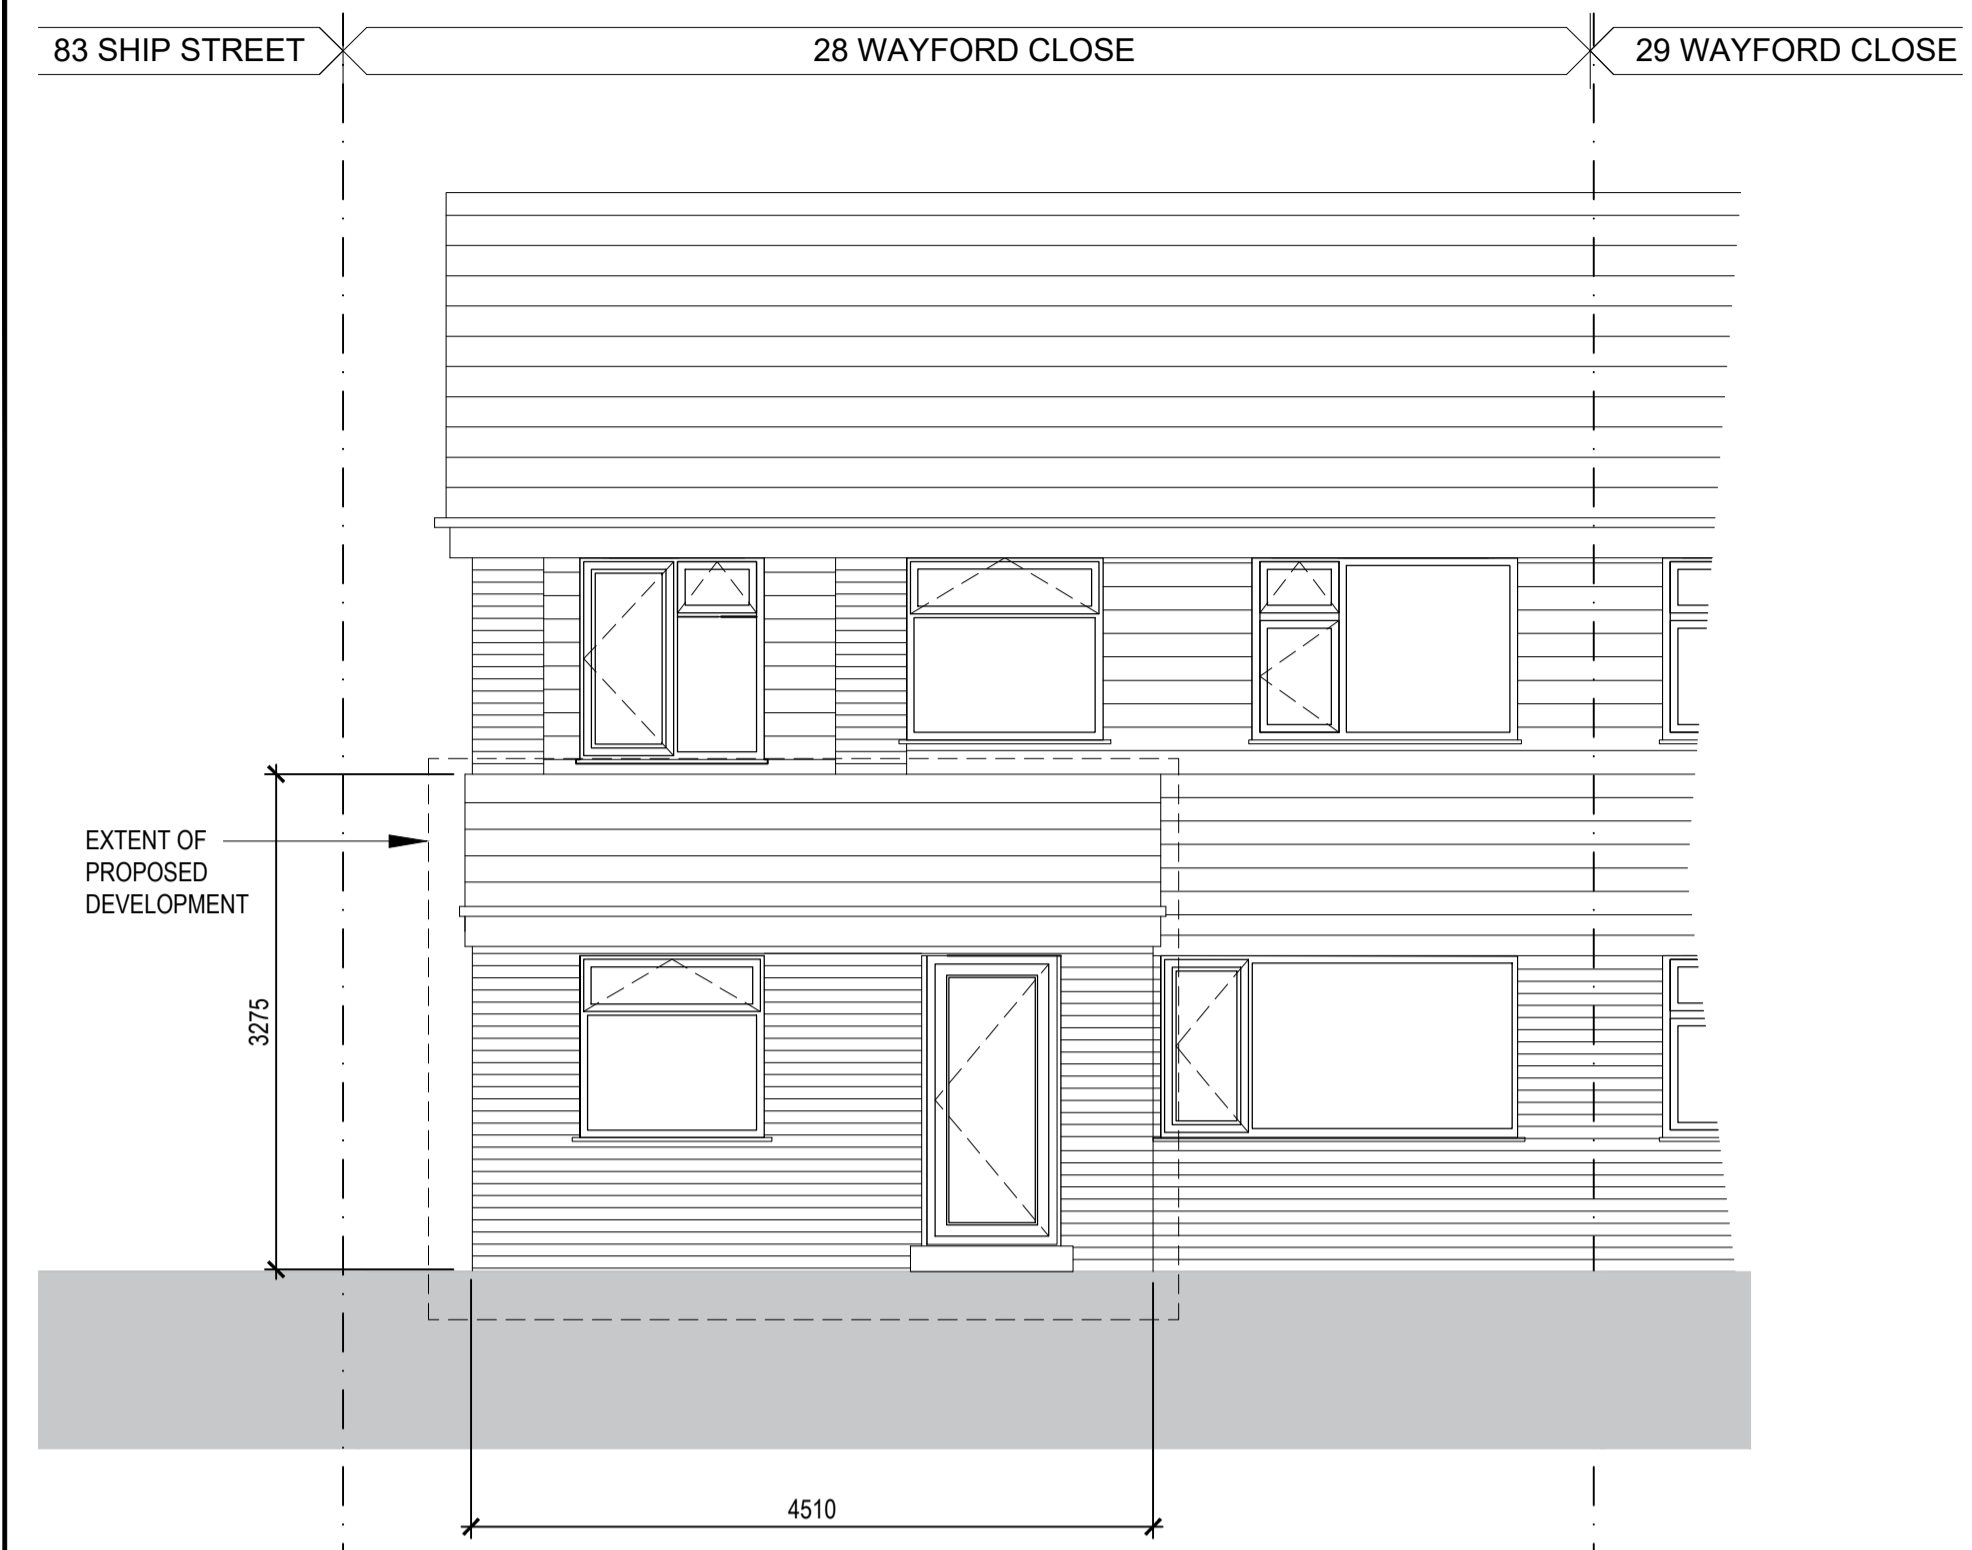 83 SHIP STREET
28 WAYFORD CLOSE
29 WAYFORD CLOSE
EXTENT OF
PROPOSED
DEVELOPMENT
3275
4510